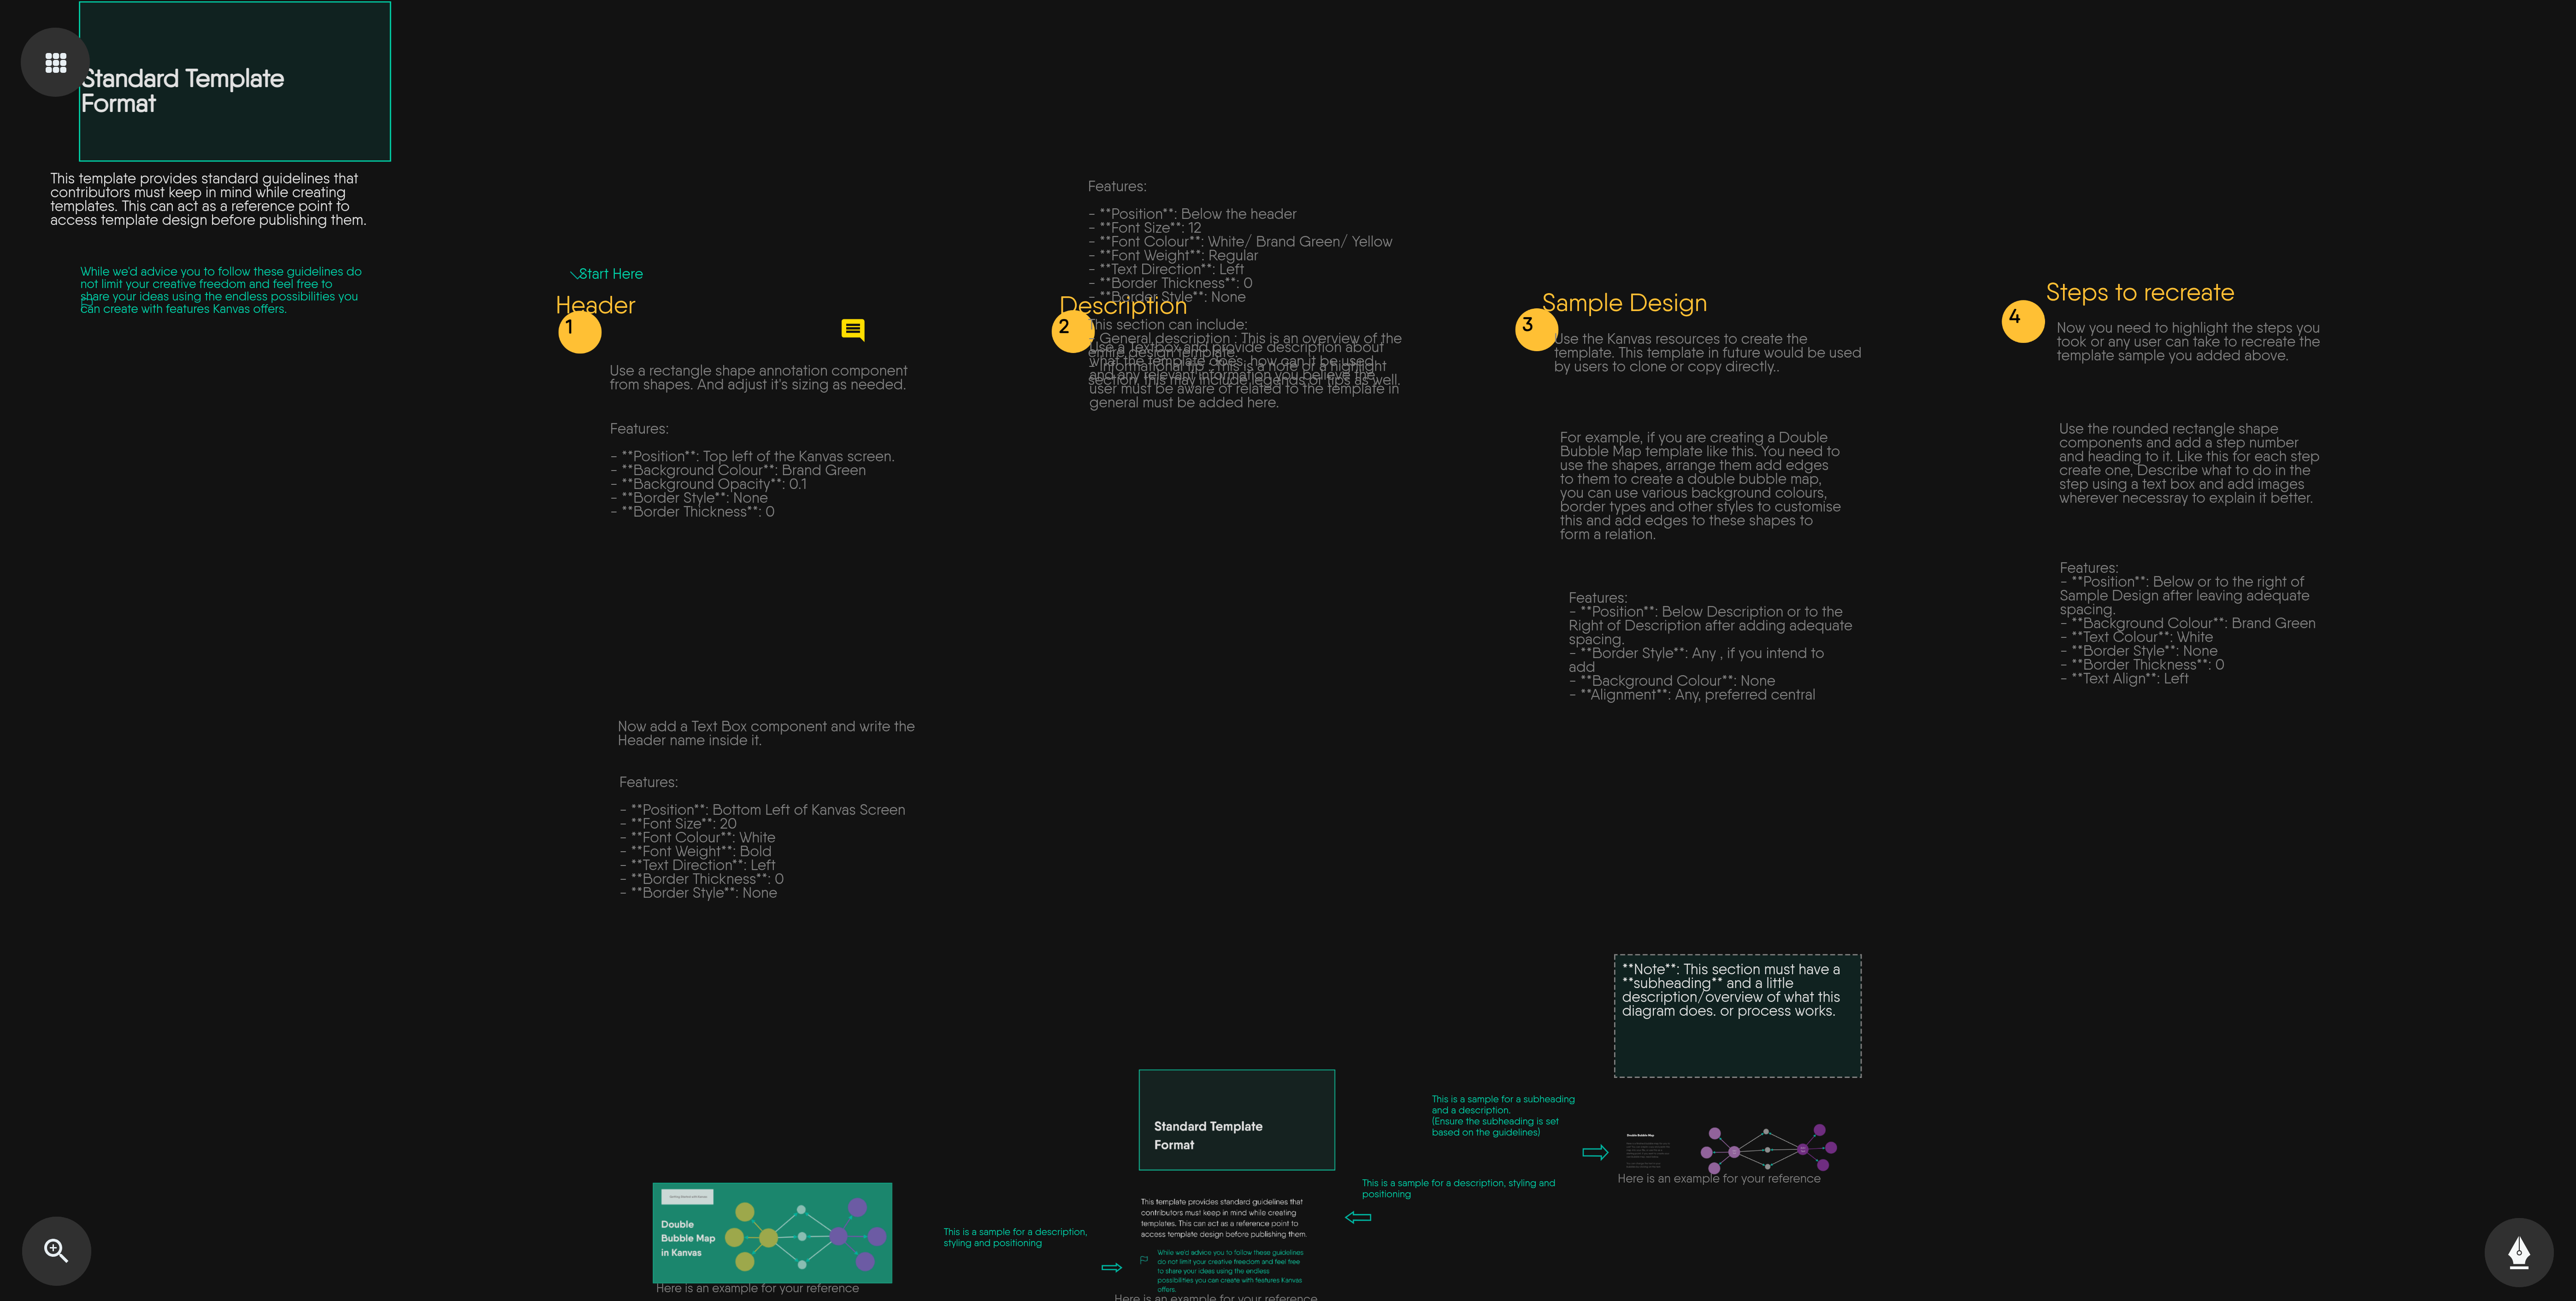 Standard Template
Format
This template provides standard guidelines that
contributors must keep in mind while creating
templates. This can act as a reference point to
access template design before publishing them.
While we'd advice you to follow these guidelines do
not limit your creative freedom and feel free to
share your ideas using the endless possibilities you
can create with features Kanvas offers.
Start Here
Header
1
Use a rectangle shape annotation component
from shapes. And adjust it's sizing as needed.
Features:
- **Position**: Top left of the Kanvas screen.
- **Background Colour**: Brand Green
- **Background Opacity**: 0.1
- **Border Style**: None
- **Border Thickness**: 0
Now add a Text Box component and write the
Header name inside it.
Features:
- **Position**: Bottom Left of Kanvas Screen
- **Font Size**: 20
- **Font Colour**: White
- **Font Weight**: Bold
- **Text Direction**: Left
- **Border Thickness**: 0
- **Border Style**: None
Double
Bubble Map
in Kanvas
Here is an example for your reference
Features:
- **Position**: Below the header
- **Font Size**: 12
- **Font Colour**: White/ Brand Green/ Yellow
- **Font Weight**: Regular
- **Text Direction**: Left
- **Border Thickness**: 0
- **Border Style**: None
Description
2
This section can include:
- General description : This is an overview of the
entire design template.
- Informational tip : This is a note or a highlight
section, this may include legends or tips as well.
Use a Textbox and provide description about
what the template does, how can it be used
and any relevant information you believe the
user must be aware of related to the template in
general must be added here.
This is a sample for a description,
styling and positioning
Standard Template
Format
This template provides standard guidelines that
contributors must keep in mind while creating
templates. This can act as a reference point to
access template design before publishing them.
While we'd advice you to follow these guidelines
do not limit your creative freedom and feel free
to share your ideas using the endless
possibilities you can create with features Kanvas
offers.
Here is an example for your reference
This is a sample for a description, styling and
positioning
Sample Design
3
Use the Kanvas resources to create the
template. This template in future would be used
by users to clone or copy directly..
For example, if you are creating a Double
Bubble Map template like this. You need to
use the shapes, arrange them add edges
to them to create a double bubble map,
you can use various background colours,
border types and other styles to customise
this and add edges to these shapes to
form a relation.
Features:
- **Position**: Below Description or to the
Right of Description after adding adequate
spacing.
- **Border Style**: Any , if you intend to
add
- **Background Colour**: None
- **Alignment**: Any, preferred central
**Note**: This section must have a
**subheading** and a little
description/overview of what this
diagram does. or process works.
This is a sample for a subheading
and a description.
(Ensure the subheading is set
based on the guidelines)
Double Bubble Map
Here is an example for your reference
Steps to recreate
4
Now you need to highlight the steps you
took or any user can take to recreate the
template sample you added above.
Use the rounded rectangle shape
components and add a step number
and heading to it. Like this for each step
create one, Describe what to do in the
step using a text box and add images
wherever necessray to explain it better.
Features:
- **Position**: Below or to the right of
Sample Design after leaving adequate
spacing.
- **Background Colour**: Brand Green
- **Text Colour**: White
- **Border Style**: None
- **Border Thickness**: 0
- **Text Align**: Left